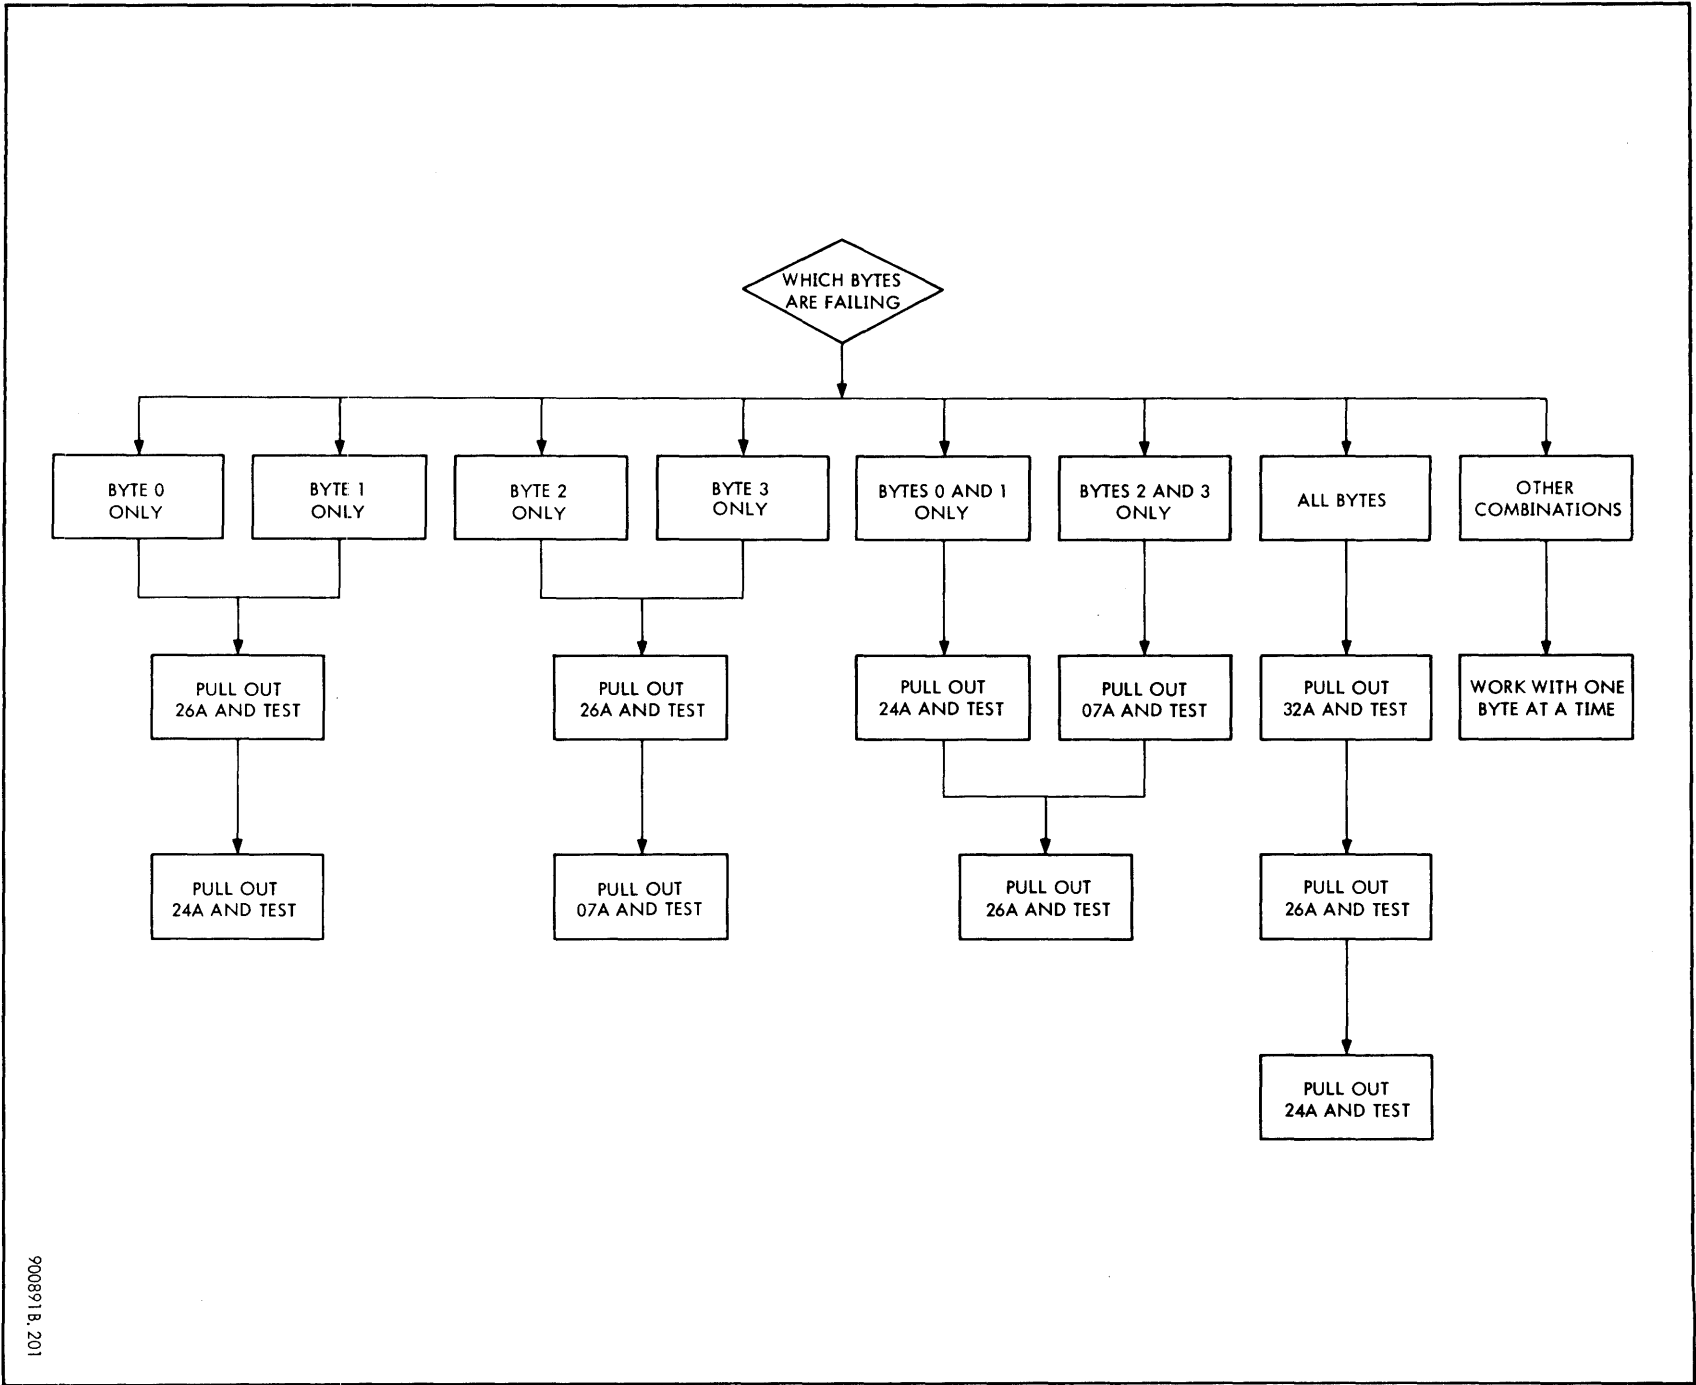 WHICH BYTES
ARE FAILING
BYTE 0
ONLY
BYTE 1
ONLY
BYTE 2
ONLY
BYTE 3
ONLY
BYTES 0 AND 1
ONLY
BYTES 2 AND 3
ONLY
ALL BYTES
OTHER
COMBINATIONS
PULL OUT
26A AND TEST
PULL OUT
26A AND TEST
PULL OUT
24A AND TEST
PULL OUT
07A AND TEST
PULL OUT
32A AND TEST
WORK WITH ONE
BYTE AT A TIME
PULL OUT
24A AND TEST
PULL OUT
07A AND TEST
PULL OUT
26A AND TEST
PULL OUT
26A AND TEST
PULL OUT
24A AND TEST
900891B. 201